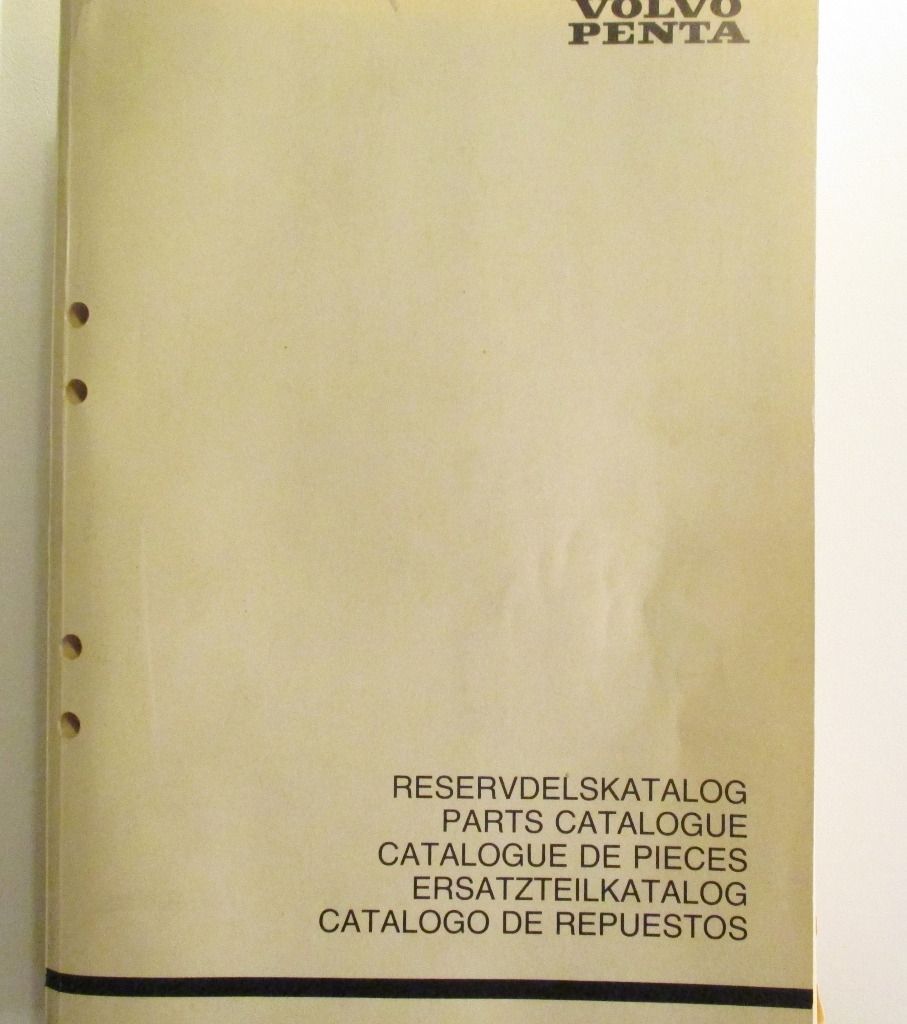 VOLVO
PENTA
RESERVDELSKATALOG
PARTS CATALOGUE
CATALOGUE DE PIECES
ERSATZTEILKATALOG
CATALOGO DE REPUESTOS